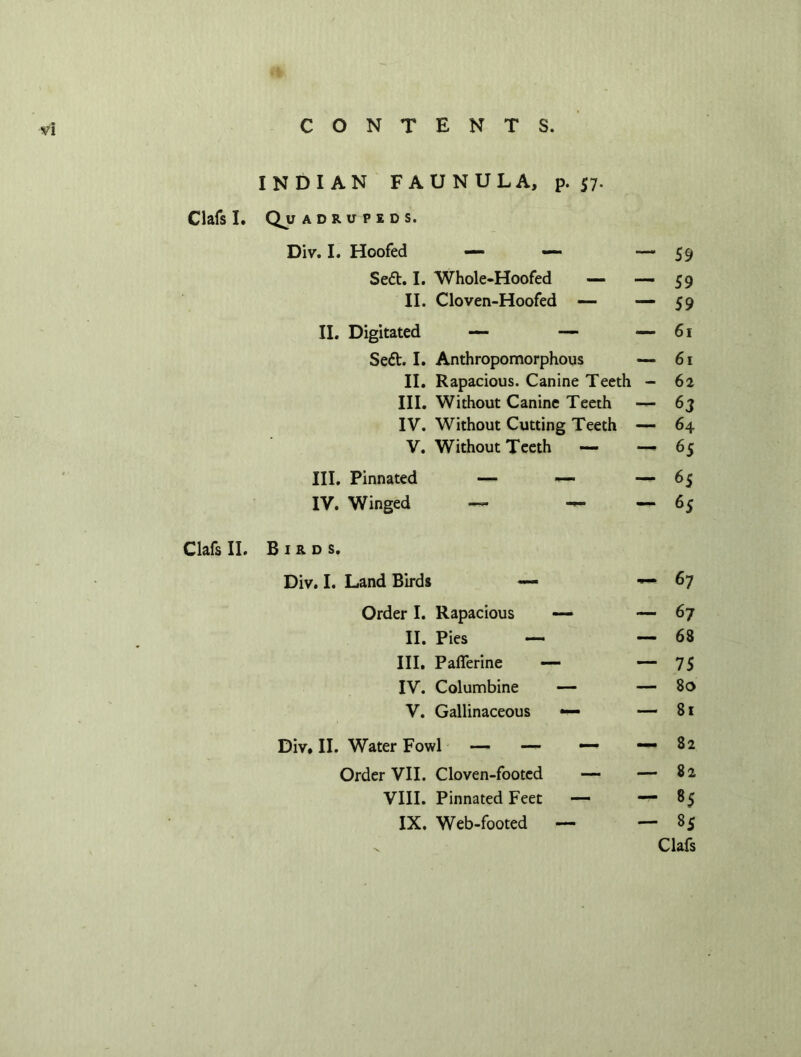 vi
CONTENTS.
INDIAN FAUNULA, p. 57.
Claſs I. QUADRUPEDS.
Div. I. Hoofed — — — 59
Sect. I. Whole-Hoofed — — 59
II. Cloven-Hoofed — — 59
II. Digitated — — — 61
Sect. I. Anthropomorphous — 61
II. Rapacious. Canine Teeth - 62
III. Without Canine Teeth — 63
IV. Without Cutting Teeth — 64
V. Without Teeth — — 65
III. Pinnated — — — 65
IV. Winged — — — 65
Claſs II. BIRDS.
Div. I. Land Birds — — 67
Order I. Rapacious — — 67
II. Pies — — 68
III. Paſſerine — — 75
IV. Columbine — — 80
V. Gallinaceous — — 81
Div. II. Water Fowl — — — — 82
Order VII. Cloven-footed — — 82
VIII. Pinnated Feet — — 85
IX. Web-footed — — 85
Claſs